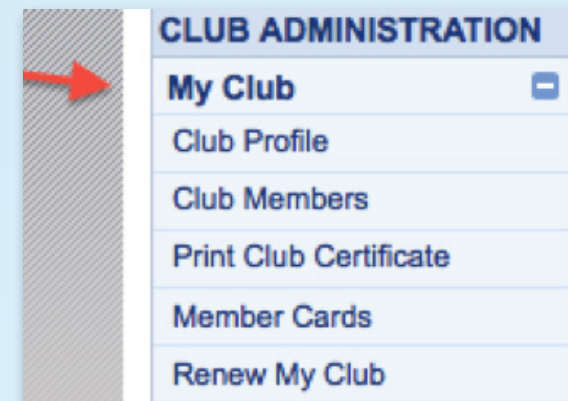 CLUB ADMINISTRATION
My Club
Club Profile
Club Members
Print Club Certificate
Member Cards
Renew My Club